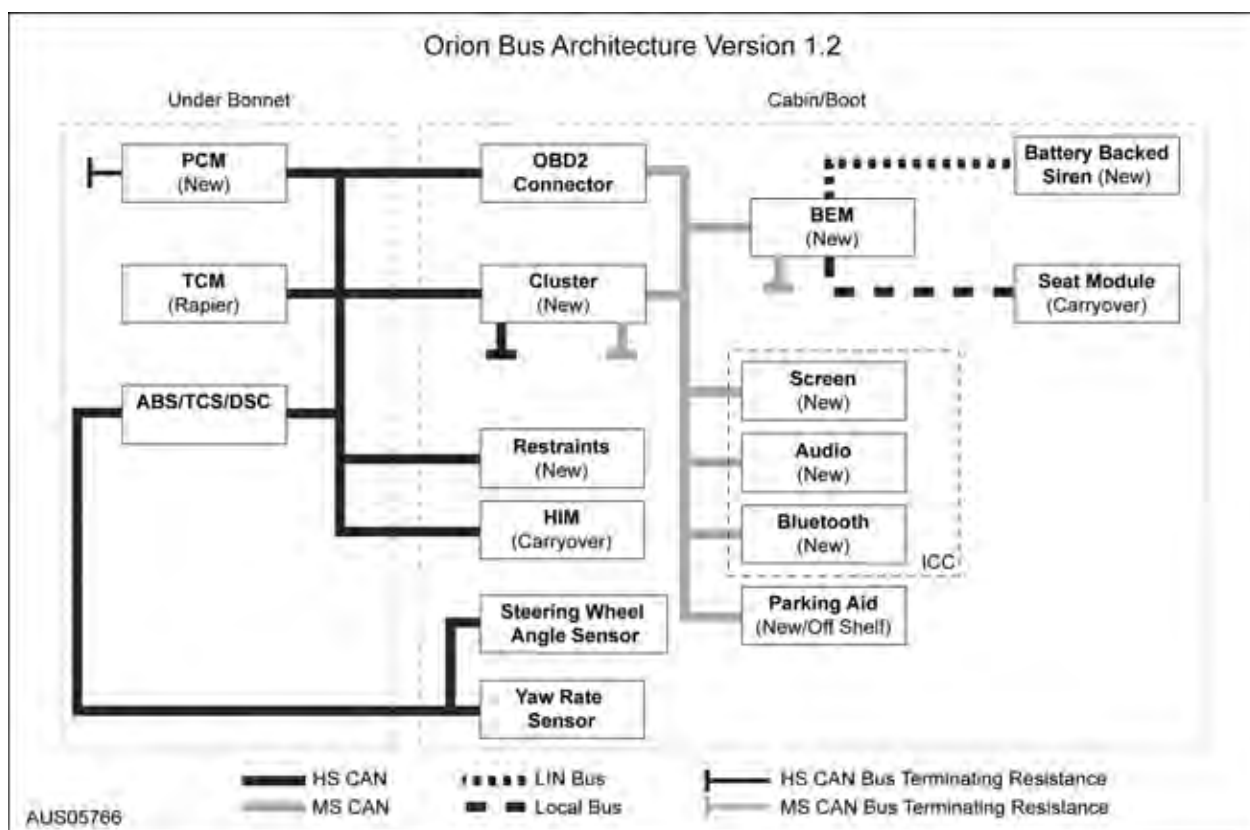 Orion Bus Architecture Version 1.2
Under Bonnet
Cabin/Boot
PCM
(New)
OBD2
Connector
Battery Backed
Siren (New)
BEM
(New)
TCM
(Rapier)
Cluster
(New)
Seat Module
(Carryover)
ABS/TCS/DSC
Screen
(New)
Restraints
(New)
Audio
(New)
HIM
(Carryover)
Bluetooth
(New)
ICC
Steering Wheel
Angle Sensor
Parking Aid
(New/Off Shelf)
Yaw Rate
Sensor
HS CAN
LIN Bus
HS CAN Bus Terminating Resistance
MS CAN
Local Bus
MS CAN Bus Terminating Resistance
AUS05766